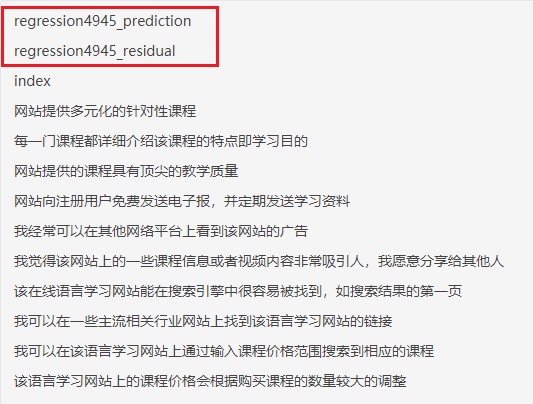 regression4945_prediction
regression4945_residual
index
网站提供多元化的针对性课程
每一门课程都详细介绍该课程的特点即学习目的
网站提供的课程具有顶尖的教学质量
网站向注册用户免费发送电子报，并定期发送学习资料
我经常可以在其他网络平台上看到该网站的广告
我觉得该网站上的一些课程信息或者视频内容非常吸引人，我愿意分享给其他人
该在线语言学习网站能在搜索引擎中很容易被找到，如搜索结果的第一页
我可以在一些主流相关行业网站上找到该语言学习网站的链接
我可以在该语言学习网站上通过输入课程价格范围搜索到相应的课程
该语言学习网站上的课程价格会根据购买课程的数量较大的调整